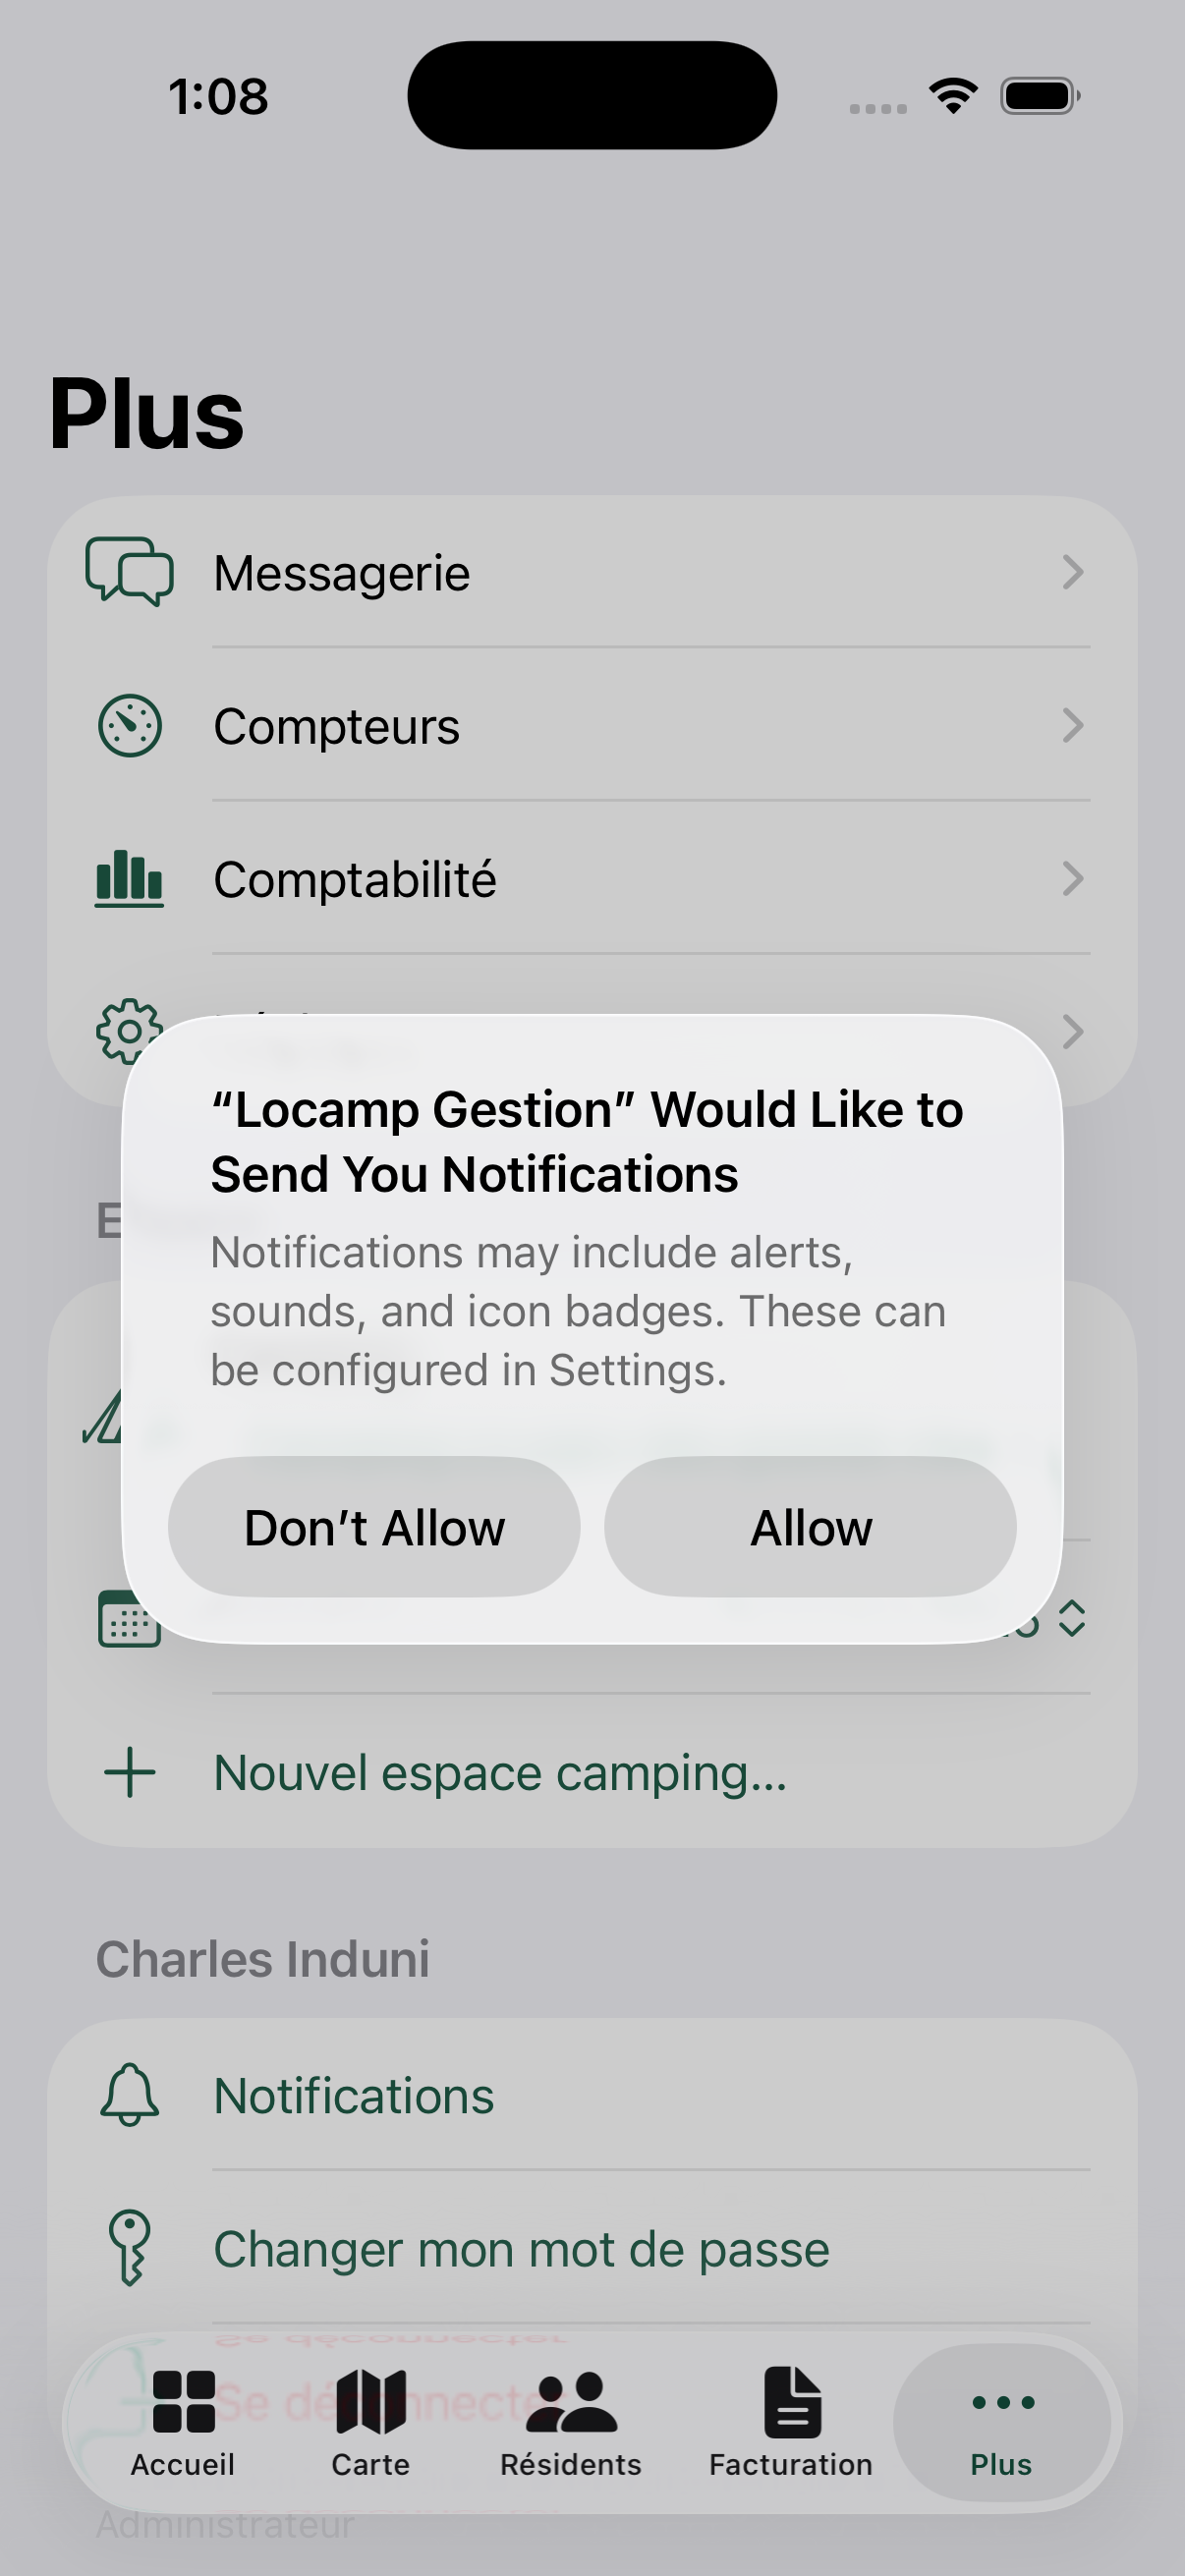 1:08
Plus
Messagerie
Compteurs
Comptabilité
“Locamp Gestion” Would Like to
Send You Notifications
Notifications may include alerts,
sounds, and icon badges. These can
be configured in Settings.
Don’t Allow
Allow
Nouvel espace camping...
Charles Induni
Notifications
Changer mon mot de passe
Se déconnecter
Accueil
Carte
Résidents
Facturation
Plus
Administrateur